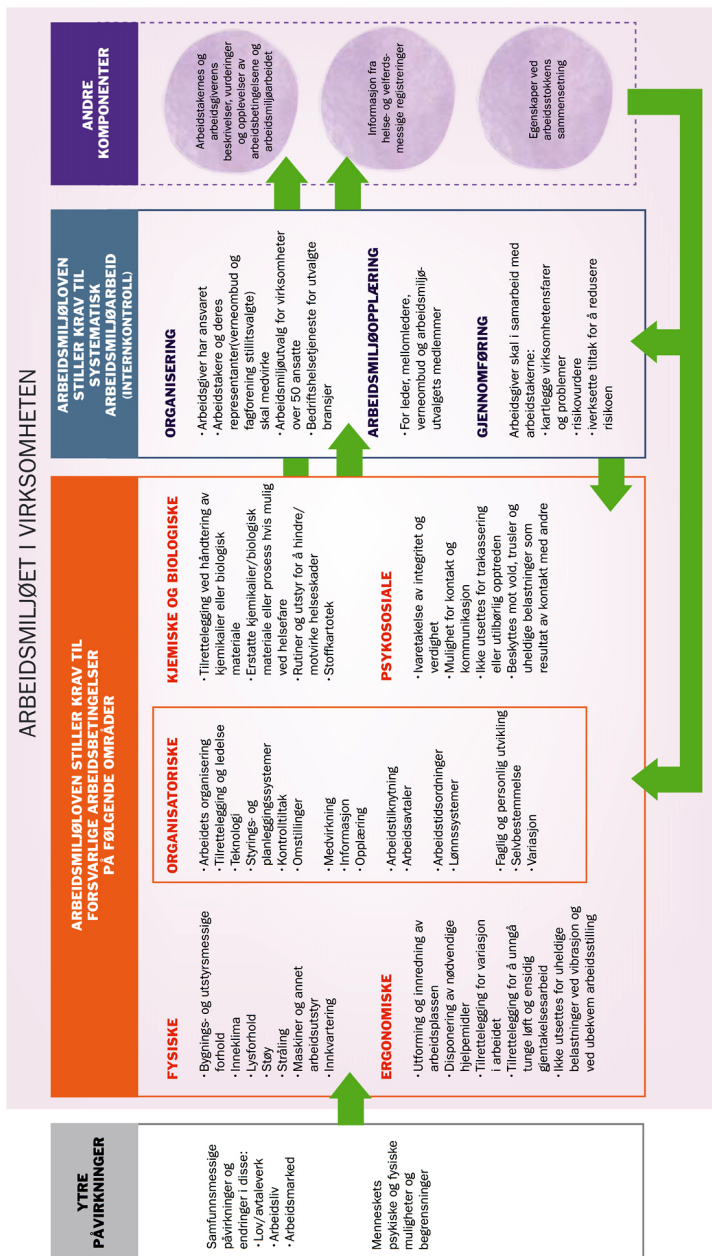 ARBEIDSMILJØET I VIRKSOMHETEN
YTRE
PÅVIRKNINGER
Samfunnsmessige
påvirkninger og
endringer i disse:
· Lov/avtaleverk
· Arbeidsliv
· Arbeidsmarked
Menneskets
psykiske og fysiske
muligheter og
begrensninger
ARBEIDSMILJØLOVEN STILLER KRAV TIL
FORSVARLIGE ARBEIDSBETINGELSER
PÅ FØLGENDE OMRÅDER
FYSISKE
· Bygnings- og utstyrsmessige
forhold
· Inneklima
· Lysforhold
· Støy
· Stråling
· Maskiner og annet
arbeidsutstyr
· Innkvartering
ERGONOMISKE
· Utforming og innredning av
arbeidsplassen
· Disponering av nødvendige
hjelpemidler
· Tilrettelegging for variasjon
i arbeidet
· Tilrettelegging for å unngå
tunge løft og ensidig
gjentakelsesarbeid
· Ikke utsettes for uheldige
belastninger ved vibrasjon og
ved ubekvem arbeidsstilling
ORGANISATORISKE
· Arbeidets organisering
· Tilrettelegging og ledelse
· Teknologi
· Styrings- og
planleggingssystemer
· Kontrolltiltak
· Omstillinger
· Medvirkning
· Informasjon
· Opplæring
· Arbeidstilknytning
· Arbeidsavtaler
· Arbeidstidsordninger
· Lønnssystemer
· Faglig og personlig utvikling
· Selvbestemmelse
· Variasjon
KJEMISKE OG BIOLOGISKE
· Tilrettelegging ved håndtering av
kjemikalier eller biologisk
materiale
· Erstatte kjemikalier/biologisk
materiale eller prosess hvis mulig
ved helsefare
· Rutiner og utstyr for å hindre/
motvirke helseskader
· Stoffkartotek
PSYKOSOSIALE
· Ivaretakelse av integritet og
verdighet
· Mulighet for kontakt og
kommunikasjon
· Ikke utsettes for trakassering
eller utilbørlig opptreden
· Beskyttes mot vold, trusler og
uheldige belastninger som
resultat av kontakt med andre
ARBEIDSMILJØLOVEN
STILLER KRAV TIL
SYSTEMATISK
ARBEIDSMILJØARBEID
(INTERNKONTROLL)
ORGANISERING
· Arbeidsgiver har ansvaret
· Arbeidstakere og deres
representanter(verneombud og
fagforening stillitsvalgte)
skal medvirke
· Arbeidsmiljøutvalg for virksomheter
over 50 ansatte
· Bedriftshelsetjeneste for utvalgte
bransjer
ARBEIDSMILJØOPPLÆRING
· For leder, mellomledere,
verneombud og arbeidsmiljø-
utvalgets medlemmer
GJENNOMFØRING
Arbeidsgiver skal i samarbeid med
arbeidstakerne:
· kartlegge virksomhetensfarer
og problemer
· risikovurdere
· iverksette tiltak for å redusere
risikoen
ANDRE
KOMPONENTER
Arbeidstakernes og
arbeidsgiverens
beskrivelser, vurderinger
og opplevelser av
arbeidsbetingelsene og
arbeidsmiljøarbeidet
Informasjon fra
helse- og velferds-
messige registreringer
Egenskaper ved
arbeidsstokkens
sammensetning